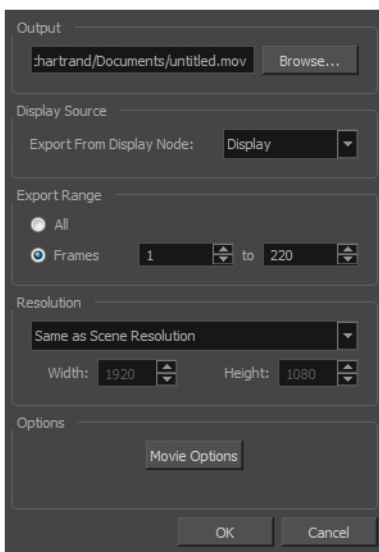 Output
:hartrand/Documents/untitled.mov Browse...
Display Source
Export From Display Node: Display
Export Range
All
Frames 1 to 220
Resolution
Same as Scene Resolution
Width: 1920 Height: 1080
Options
Movie Options
OK Cancel